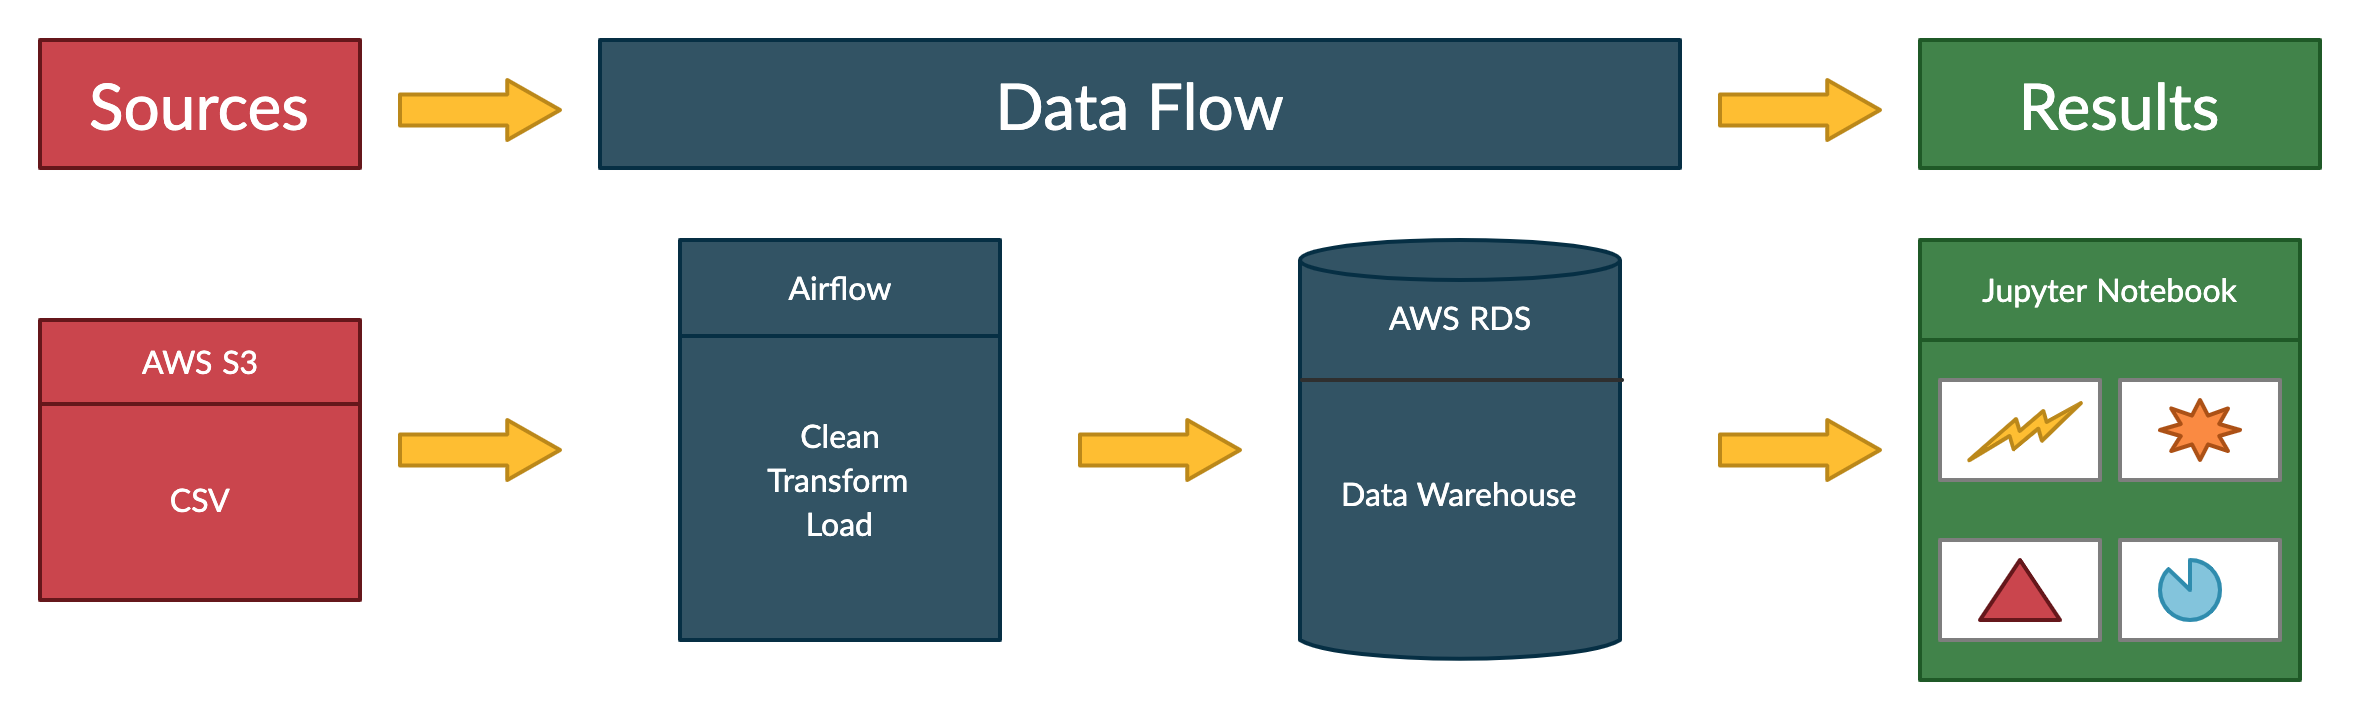 Sources
Data Flow
Results
AWS S3
CSV
Airflow
Clean
Transform
Load
AWS RDS
Data Warehouse
Jupyter Notebook